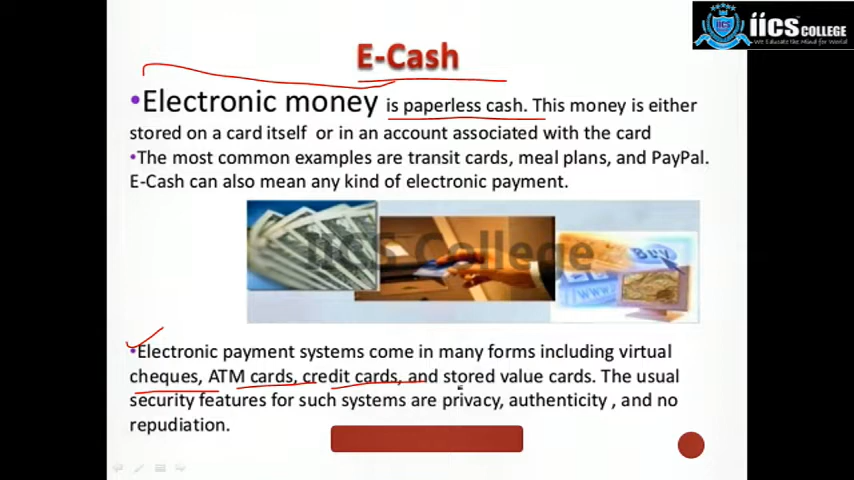 iics COLLEGE
We Educate the Mind for World
E-Cash
•Electronic money is paperless cash. This money is either
stored on a card itself or in an account associated with the card
•The most common examples are transit cards, meal plans, and PayPal.
E-Cash can also mean any kind of electronic payment.
iics College
Buy
www
•Electronic payment systems come in many forms including virtual
cheques, ATM cards, credit cards, and stored value cards. The usual
security features for such systems are privacy, authenticity , and no
repudiation.